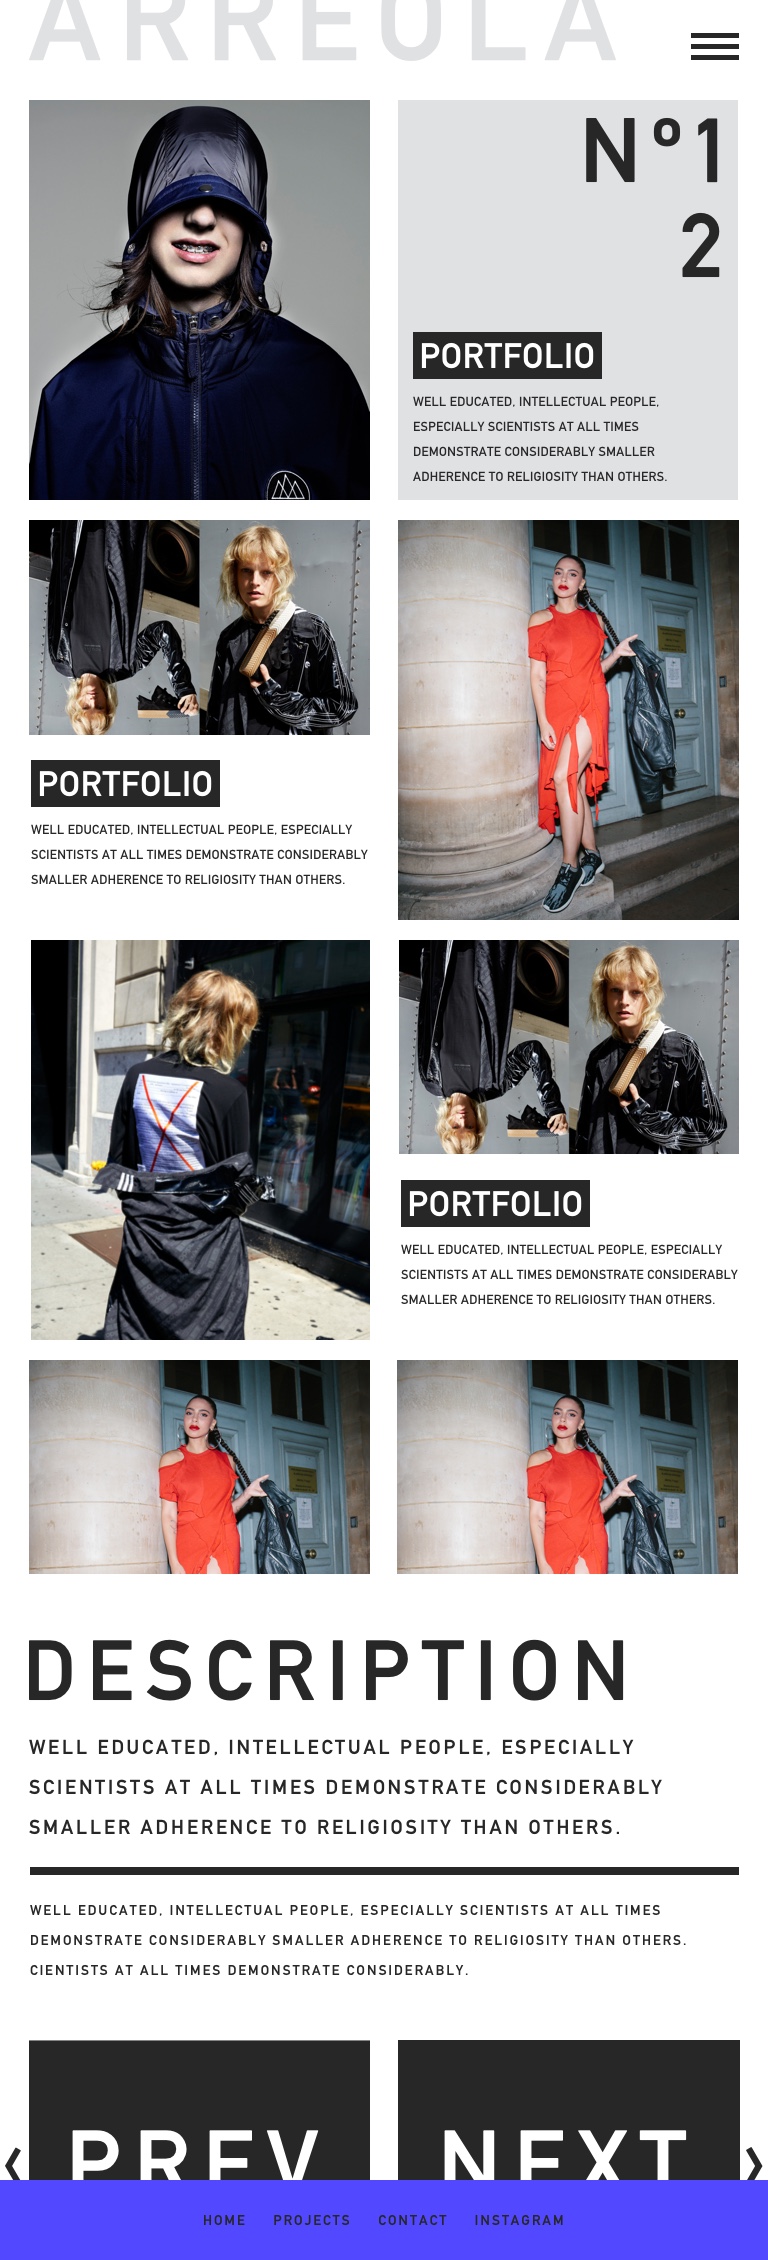 ARREOLA
Nº1
2
PORTFOLIO
WELL EDUCATED, INTELLECTUAL PEOPLE,
ESPECIALLY SCIENTISTS AT ALL TIMES
DEMONSTRATE CONSIDERABLY SMALLER
ADHERENCE TO RELIGIOSITY THAN OTHERS.
PORTFOLIO
WELL EDUCATED, INTELLECTUAL PEOPLE, ESPECIALLY
SCIENTISTS AT ALL TIMES DEMONSTRATE CONSIDERABLY
SMALLER ADHERENCE TO RELIGIOSITY THAN OTHERS.
PORTFOLIO
WELL EDUCATED, INTELLECTUAL PEOPLE, ESPECIALLY
SCIENTISTS AT ALL TIMES DEMONSTRATE CONSIDERABLY
SMALLER ADHERENCE TO RELIGIOSITY THAN OTHERS.
DESCRIPTION
WELL EDUCATED, INTELLECTUAL PEOPLE, ESPECIALLY
SCIENTISTS AT ALL TIMES DEMONSTRATE CONSIDERABLY
SMALLER ADHERENCE TO RELIGIOSITY THAN OTHERS.
WELL EDUCATED, INTELLECTUAL PEOPLE, ESPECIALLY SCIENTISTS AT ALL TIMES
DEMONSTRATE CONSIDERABLY SMALLER ADHERENCE TO RELIGIOSITY THAN OTHERS.
CIENTISTS AT ALL TIMES DEMONSTRATE CONSIDERABLY.
PREV
NEXT
HOME PROJECTS CONTACT INSTAGRAM